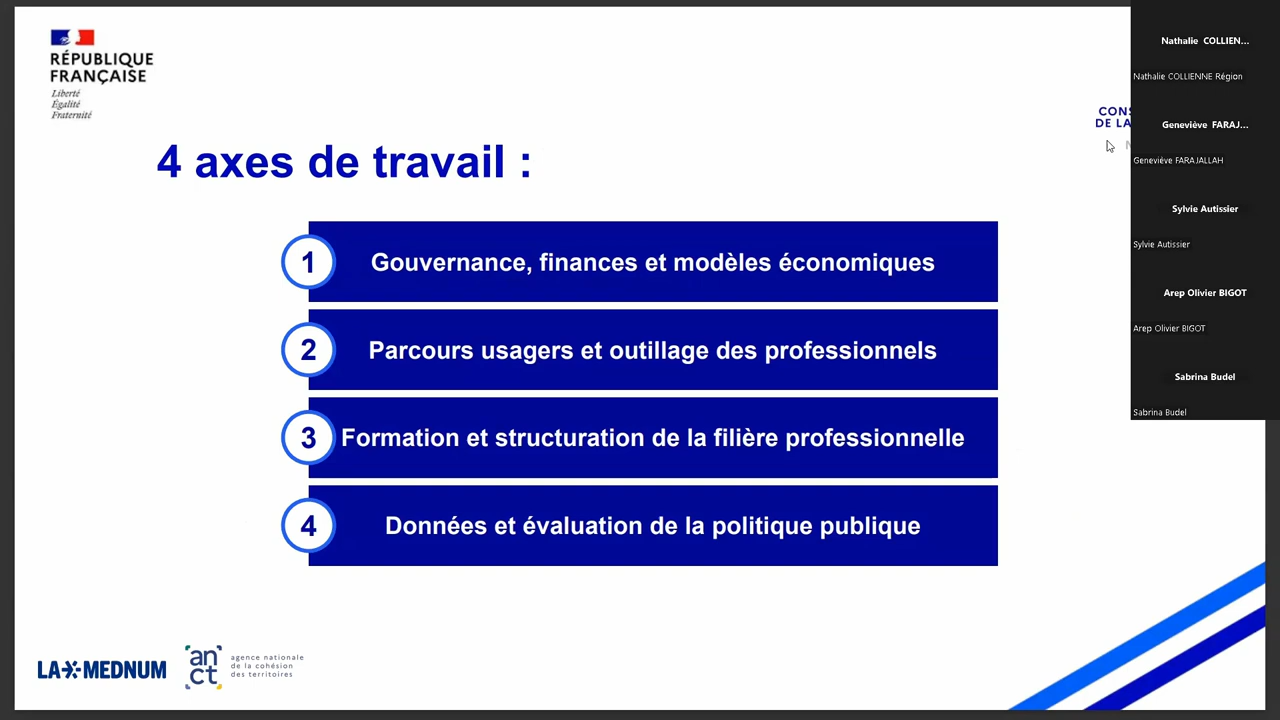 RÉPUBLIQUE
FRANÇAISE
Liberté
Égalité
Fraternité
4 axes de travail :
1 Gouvernance, finances et modèles économiques
2 Parcours usagers et outillage des professionnels
3 Formation et structuration de la filière professionnelle
4 Données et évaluation de la politique publique
LA MEDNUM
anct
agence nationale
de la cohésion
des territoires
DE LA
Nathalie COLLIEN...
Nathalie COLLIENNE Région
Geneviève FARAJ...
Geneviève FARAJALLAH
Sylvie Autissier
Sylvie Autissier
Arep Olivier BIGOT
Arep Olivier BIGOT
Sabrina Budel
Sabrina Budel